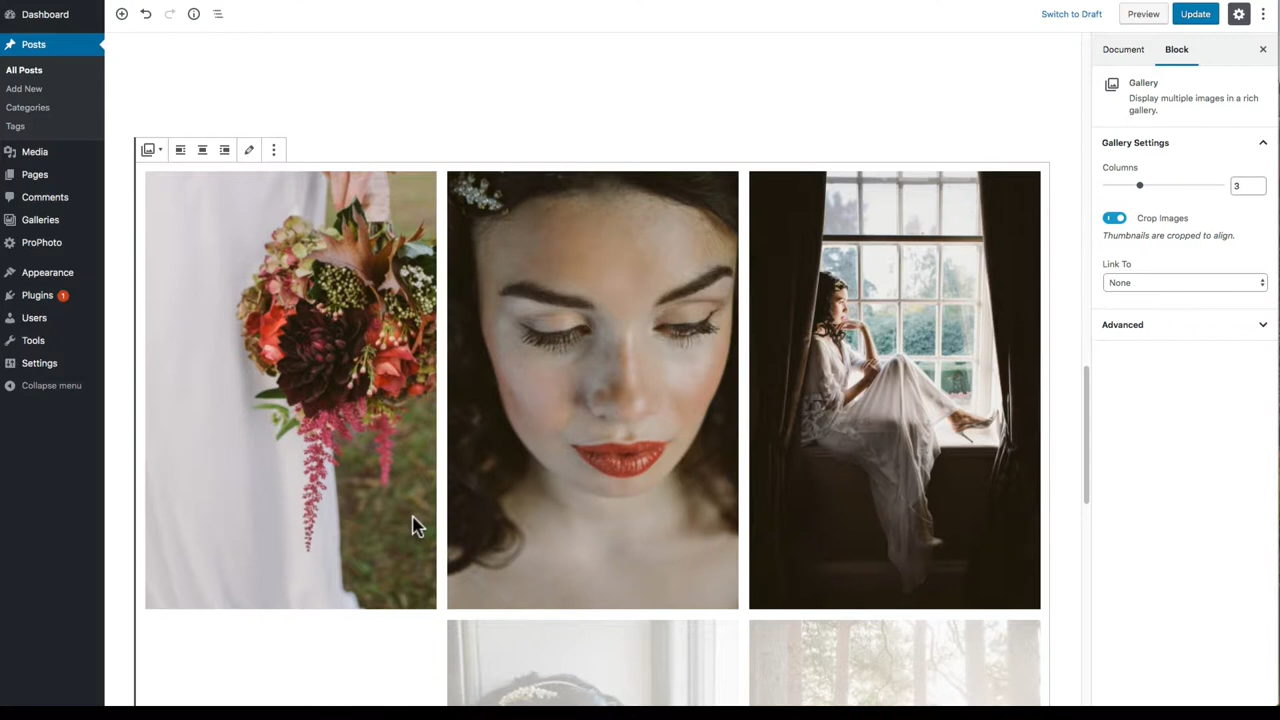 Dashboard
Switch to Draft
Preview
Update
Posts
All Posts
Add New
Categories
Tags
Media
Pages
Comments
Galleries
ProPhoto
Appearance
Plugins 1
Users
Tools
Settings
Collapse menu
Document
Block
Gallery
Display multiple images in a rich
gallery.
Gallery Settings
Columns
3
Crop Images
Thumbnails are cropped to align.
Link To
None
Advanced